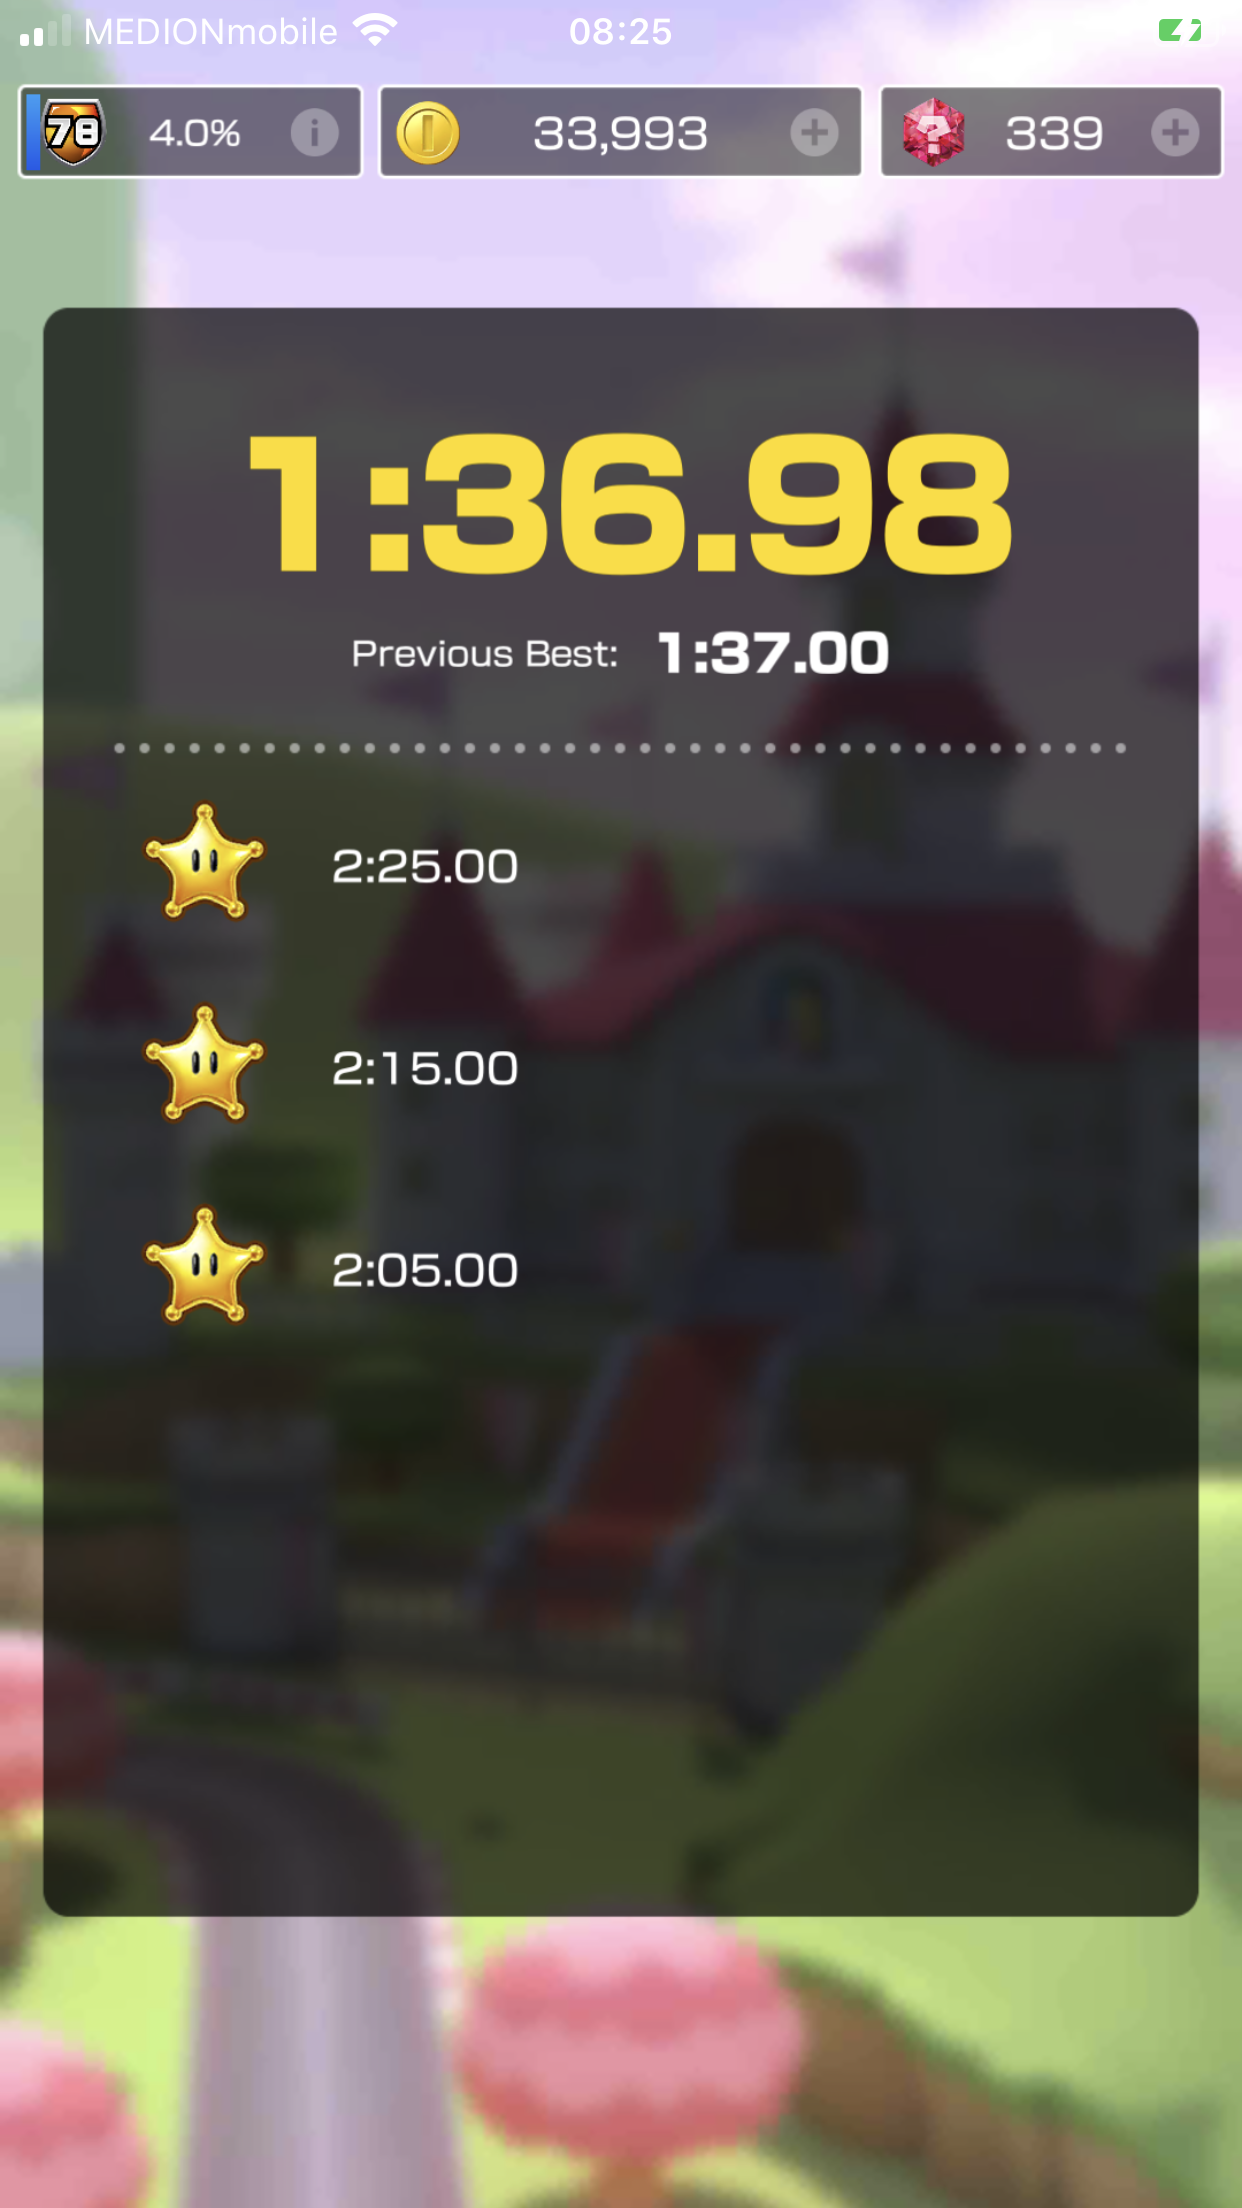 MEDIONmobile 08:25
78 4.0% i 33,993 + ? 339 +
1:36.98
Previous Best: 1:37.00
2:25.00
2:15.00
2:05.00